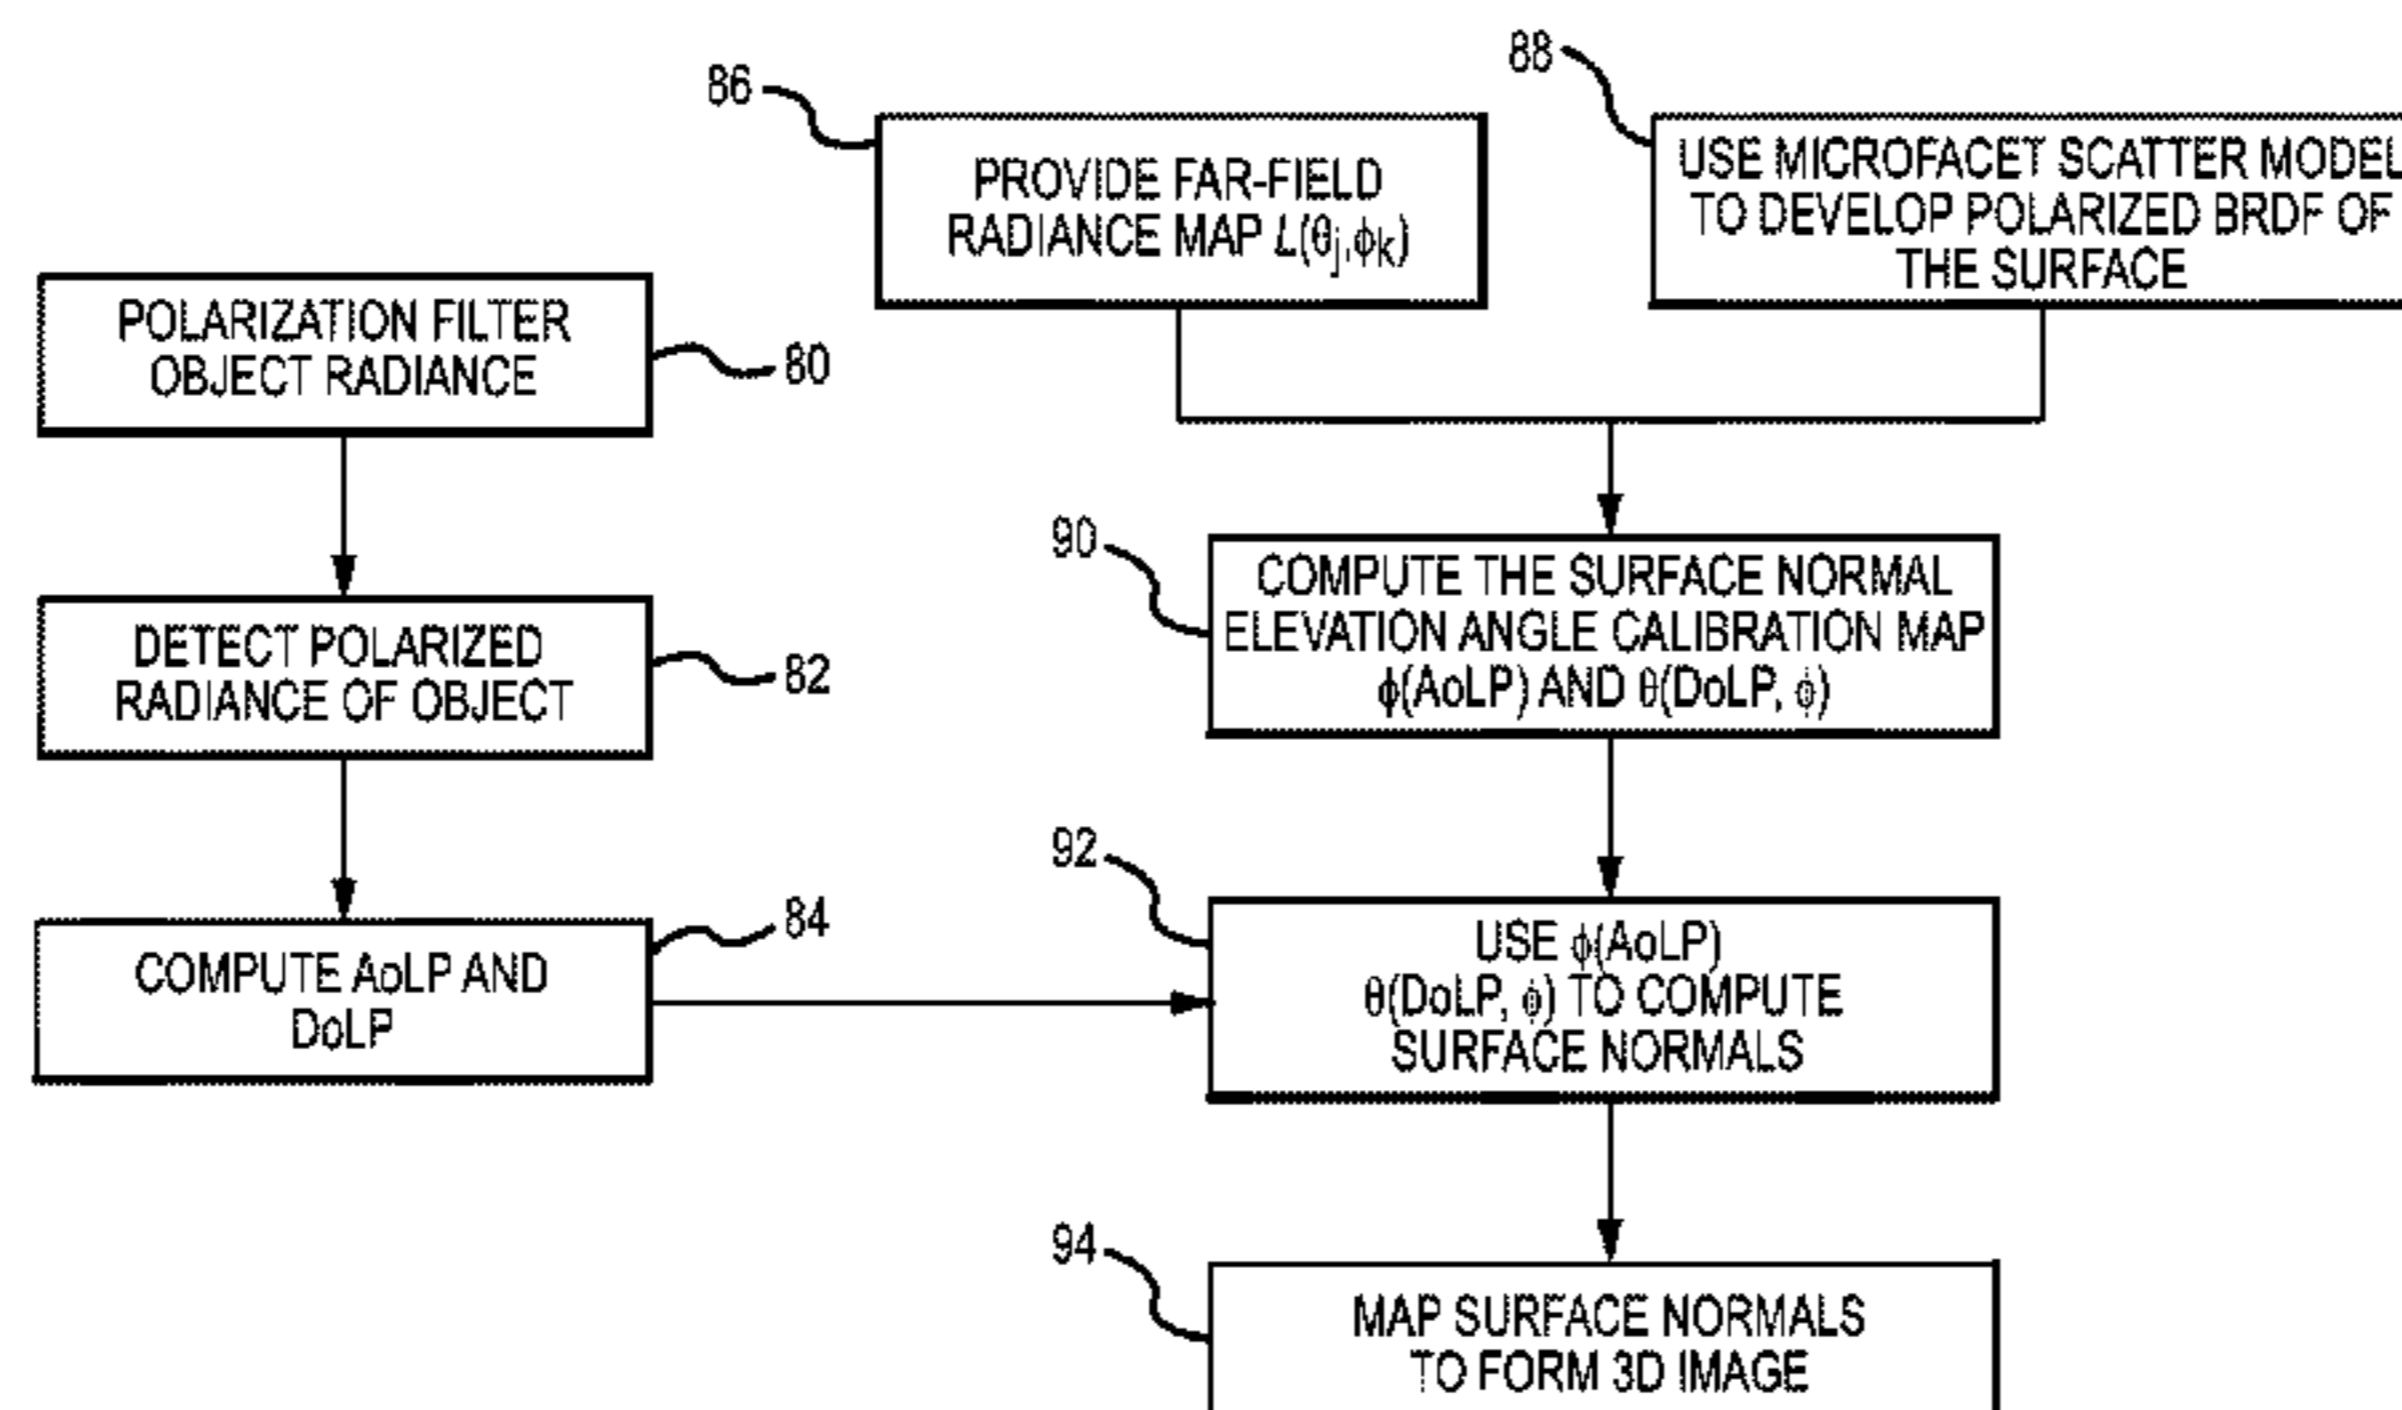 86
PROVIDE FAR-FIELD
RADIANCE MAP L(θj,ϕk)
88
USE MICROFACET SCATTER MODEL
TO DEVELOP POLARIZED BRDF OF
THE SURFACE
POLARIZATION FILTER
OBJECT RADIANCE
80
DETECT POLARIZED
RADIANCE OF OBJECT
82
COMPUTE AoLP AND
DoLP
84
90
COMPUTE THE SURFACE NORMAL
ELEVATION ANGLE CALIBRATION MAP
ϕ(AoLP) AND θ(DoLP, ϕ)
92
USE ϕ(AoLP)
θ(DoLP, ϕ) TO COMPUTE
SURFACE NORMALS
94
MAP SURFACE NORMALS
TO FORM 3D IMAGE